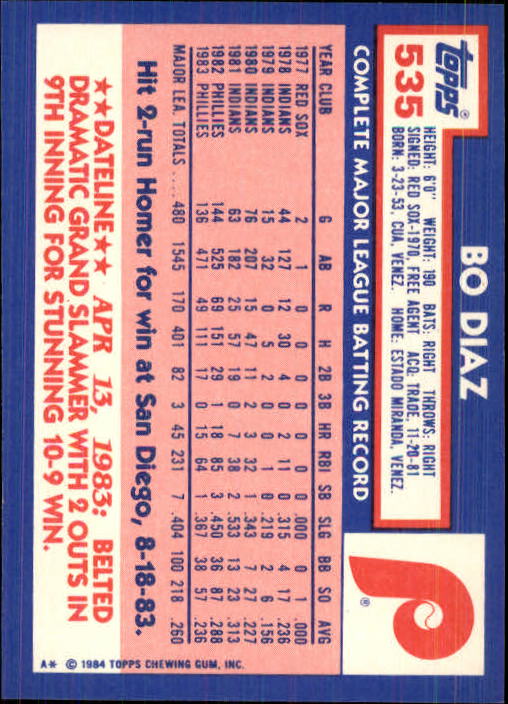 Topps®
535
BO DIAZ
HEIGHT: 6'0" WEIGHT: 190 BATS: RIGHT THROWS: RIGHT
SIGNED: RED SOX-1970, FREE AGENT ACQ: TRADE, 11-20-81
BORN: 3-23-53, CUA, VENEZ. HOME: ESTADO MIRANDA, VENEZ.
P®
COMPLETE MAJOR LEAGUE BATTING RECORD
YEAR CLUB G AB R H 2B 3B HR RBI SB SLG BB SO AVG
1977 RED SOX 2 1 0 0 0 0 0 0 0 .000 0 1 .000
1978 INDIANS 44 127 12 30 4 0 2 11 0 .315 4 17 .236
1979 INDIANS 15 32 0 5 2 0 0 1 0 .219 2 6 .156
1980 INDIANS 76 207 15 47 11 2 3 32 1 .343 7 27 .227
1981 INDIANS 63 182 25 57 19 0 7 38 2 .533 13 23 .313
1982 PHILLIES 144 525 69 151 29 1 18 85 3 .450 36 87 .288
1983 PHILLIES 136 471 49 111 17 0 15 64 1 .367 38 57 .236
MAJOR LEA. TOTALS .... 480 1545 170 401 82 3 45 231 7 .404 100 218 .260
Hit 2-run Homer for win at San Diego, 8-18-83.
★★DATELINE★★ APR 13, 1983: BELTED
DRAMATIC GRAND SLAMMER WITH 2 OUTS IN
9TH INNING FOR STUNNING 10-9 WIN.
A* © 1984 TOPPS CHEWING GUM, INC.